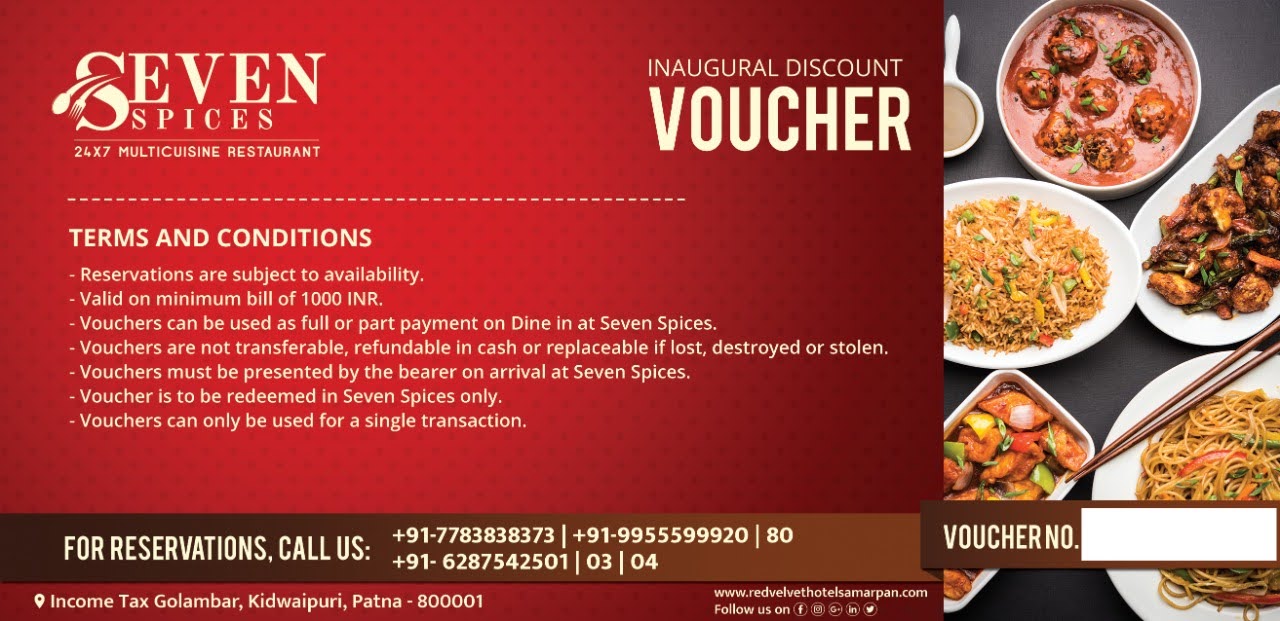 SEVEN
SPICES
24X7 MULTICUISINE RESTAURANT
INAUGURAL DISCOUNT
VOUCHER
TERMS AND CONDITIONS
- Reservations are subject to availability.
- Valid on minimum bill of 1000 INR.
- Vouchers can be used as full or part payment on Dine in at Seven Spices.
- Vouchers are not transferable, refundable in cash or replaceable if lost, destroyed or stolen.
- Vouchers must be presented by the bearer on arrival at Seven Spices.
- Voucher is to be redeemed in Seven Spices only.
- Vouchers can only be used for a single transaction.
FOR RESERVATIONS, CALL US:
+91-7783838373 | +91-9955599920 | 80
+91- 6287542501 | 03 | 04
VOUCHER NO.
Income Tax Golambar, Kidwaipuri, Patna - 800001
www.redvelvethotelsamarpan.com
Follow us on